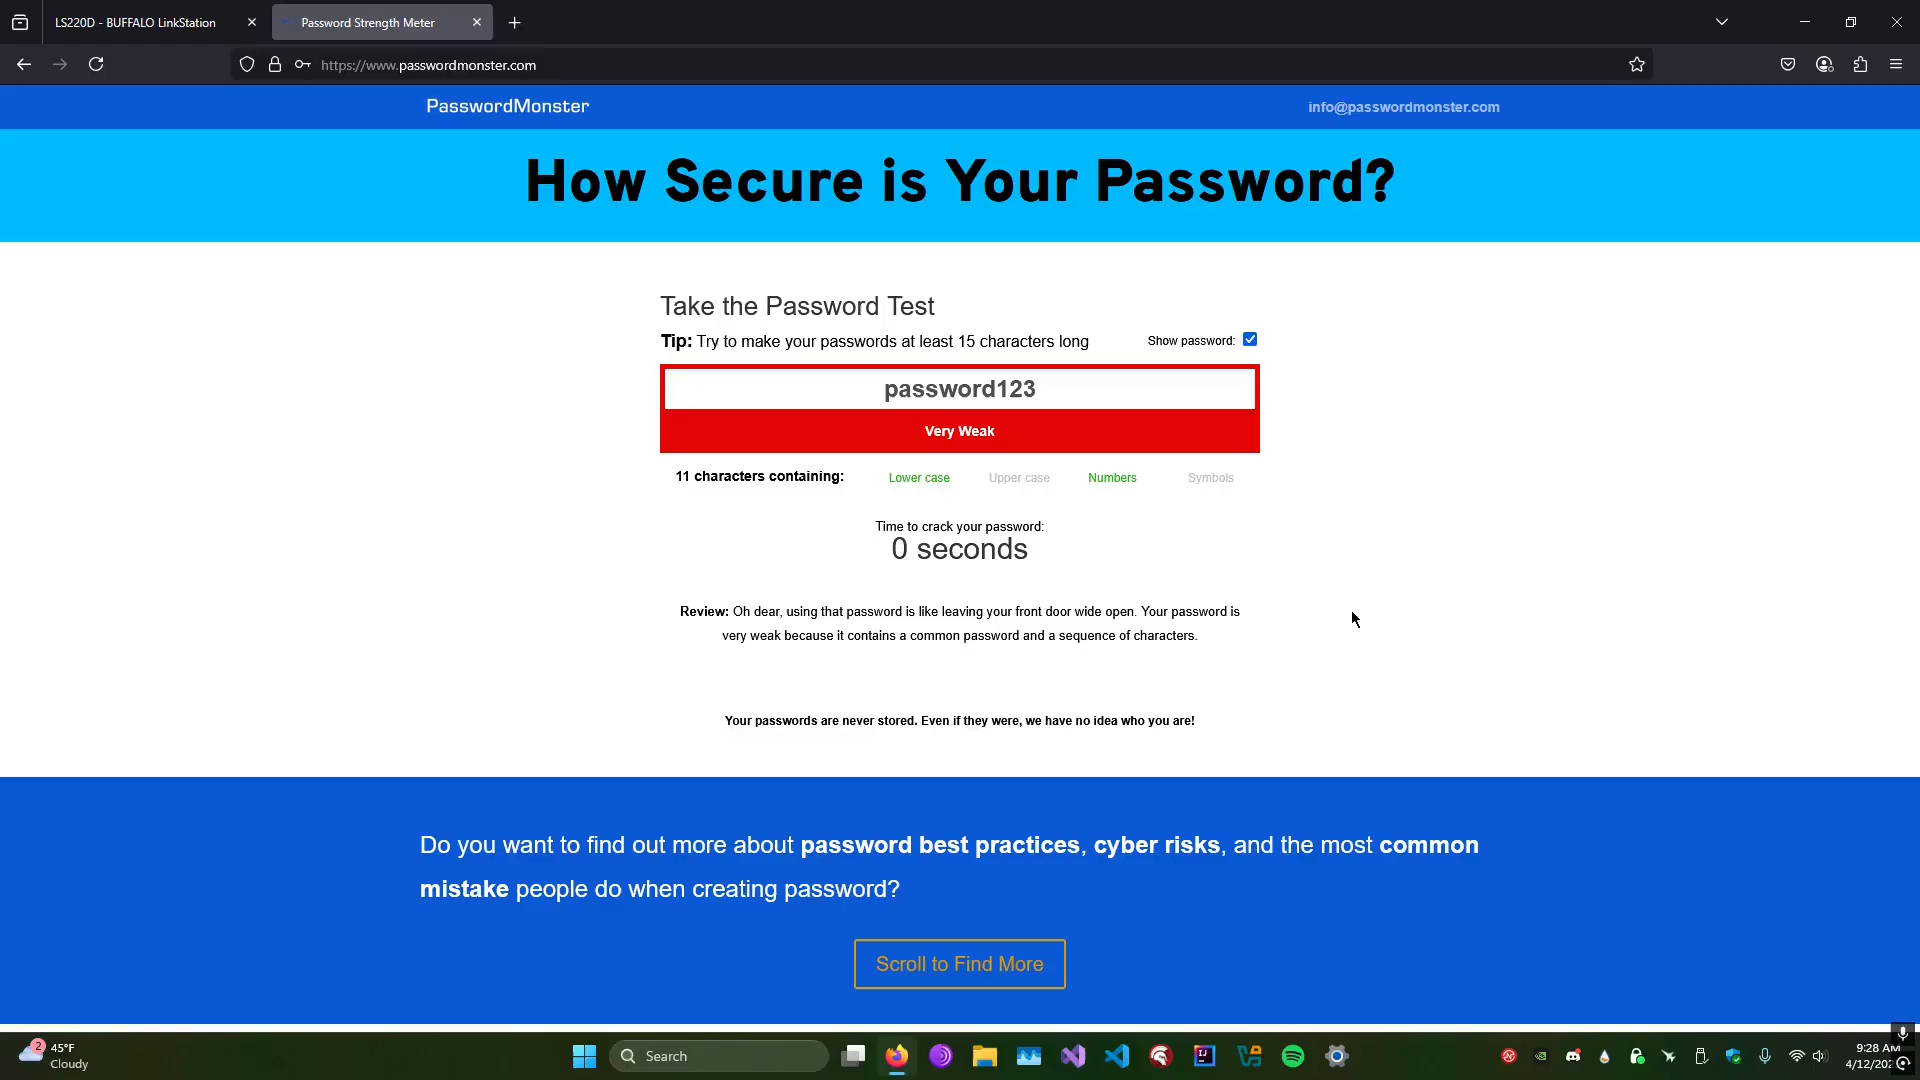 LS220D - BUFFALO LinkStation
Password Strength Meter
https://www.passwordmonster.com
PasswordMonster
info@passwordmonster.com
How Secure is Your Password?
Take the Password Test
Tip: Try to make your passwords at least 15 characters long
Show password:
password123
Very Weak
11 characters containing:
Lower case
Upper case
Numbers
Symbols
Time to crack your password:
0 seconds
Review: Oh dear, using that password is like leaving your front door wide open. Your password is
very weak because it contains a common password and a sequence of characters.
Your passwords are never stored. Even if they were, we have no idea who you are!
Do you want to find out more about password best practices, cyber risks, and the most common
mistake people do when creating password?
Scroll to Find More
2
45°F
Cloudy
Search
9:28 AM